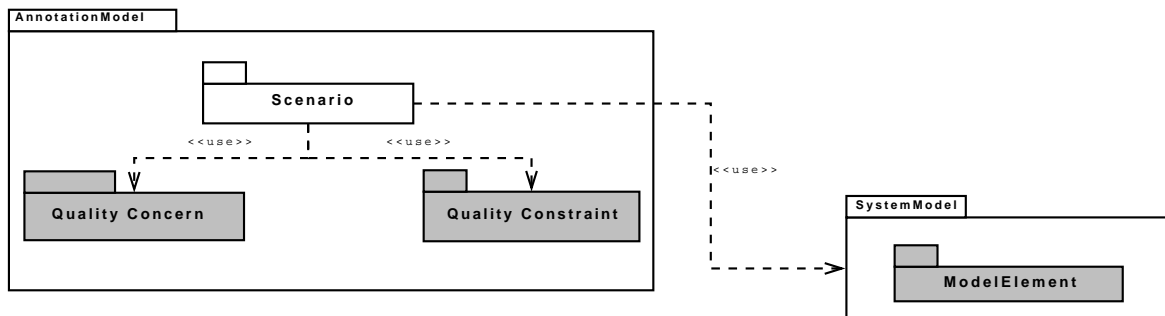 AnnotationModel
Scenario
<<use>>
<<use>>
<<use>>
Quality Concern
Quality Constraint
SystemModel
ModelElement